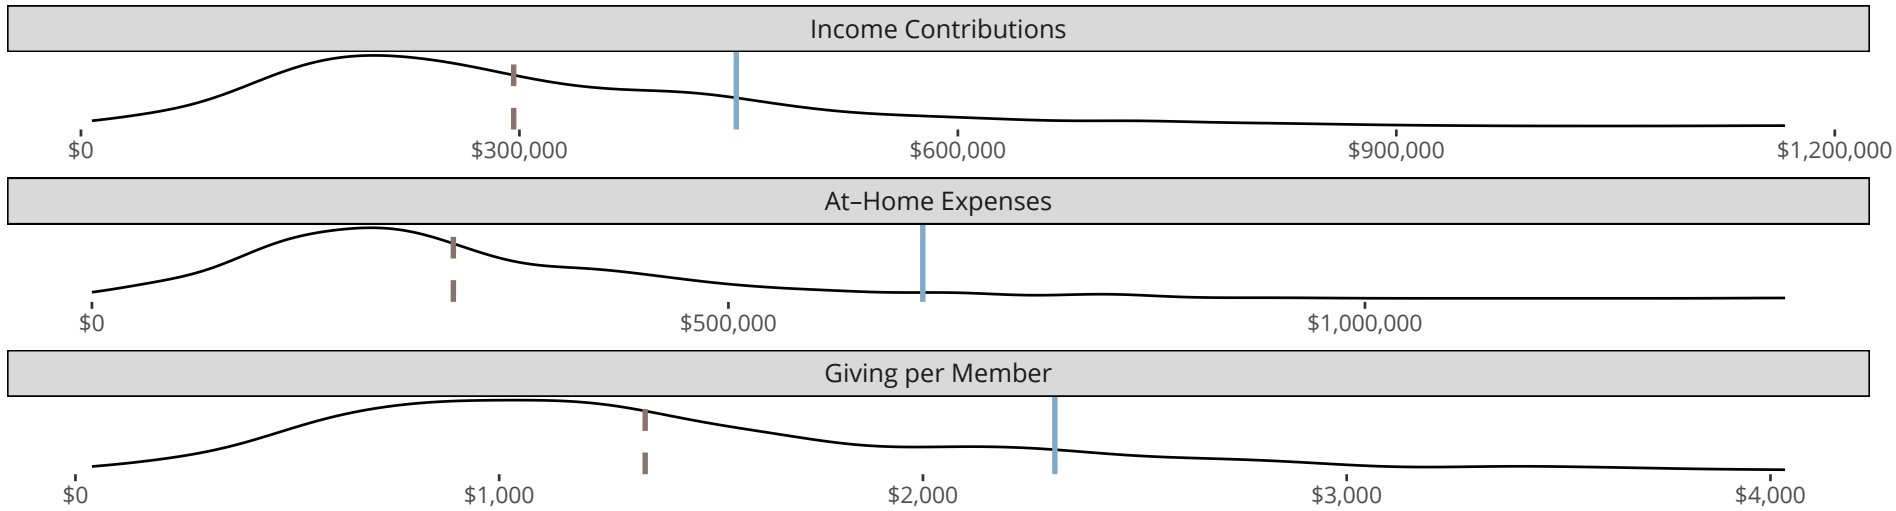 Income Contributions
$0 $300,000 $600,000 $900,000 $1,200,000
At–Home Expenses
$0 $500,000 $1,000,000
Giving per Member
$0 $1,000 $2,000 $3,000 $4,000